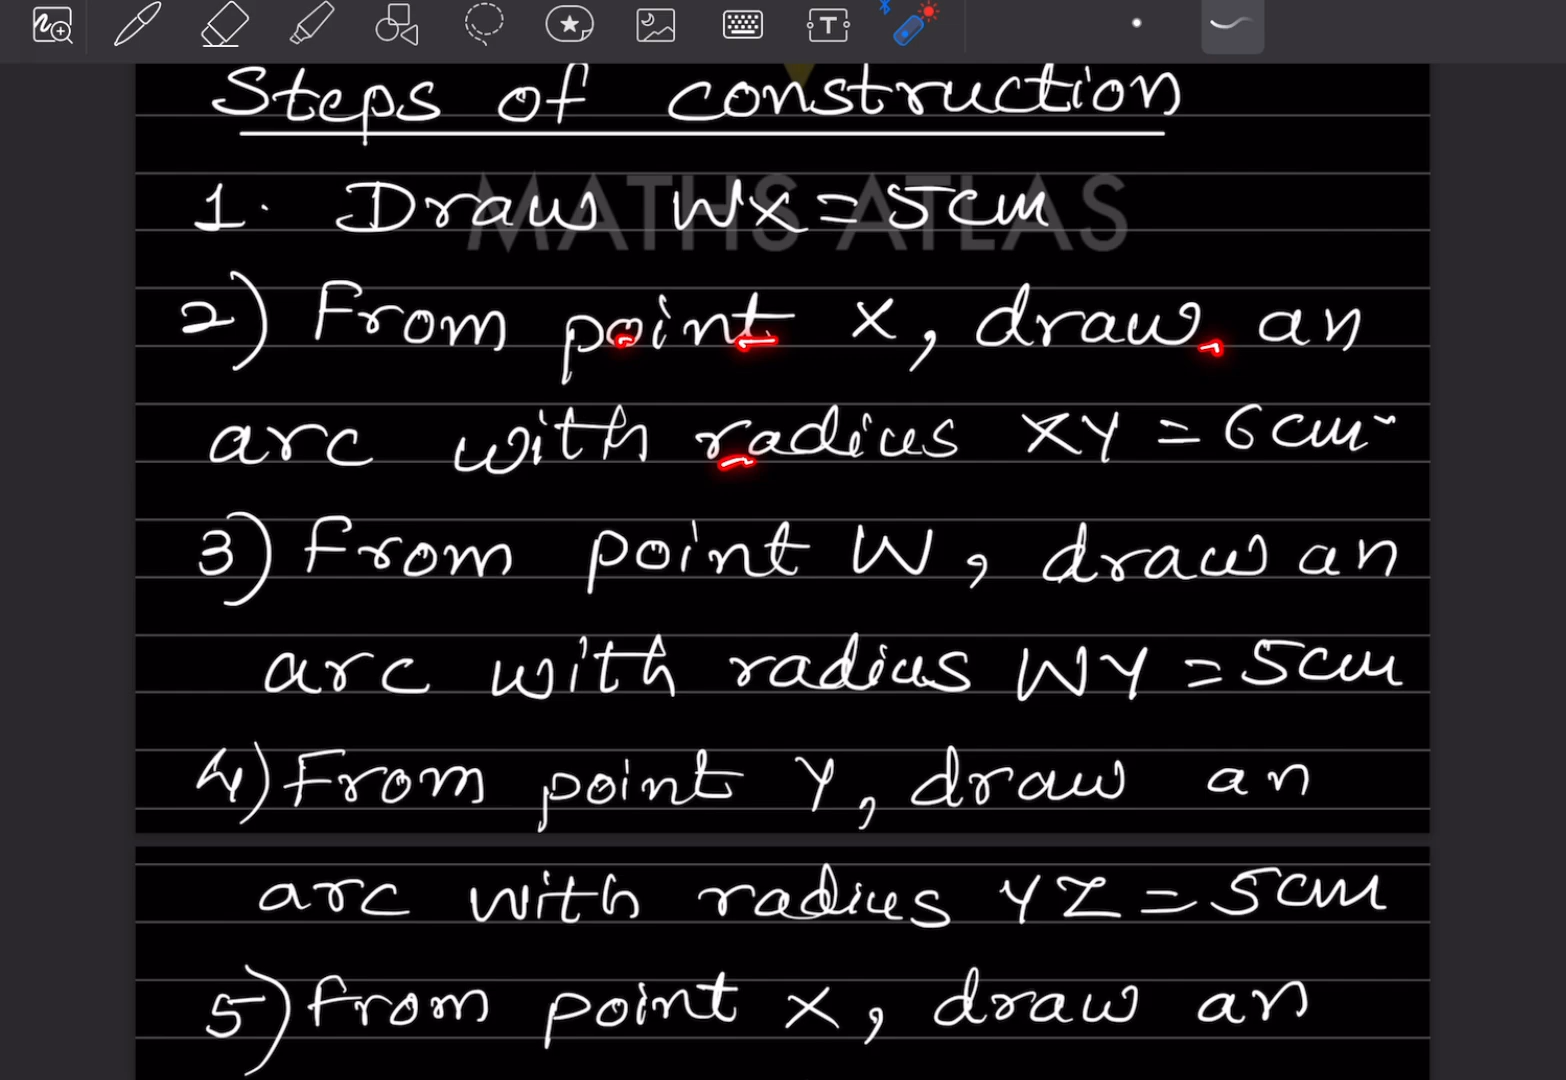 Steps of construction
MATHS ATLAS
1. Draw WX = 5cm
2) From point X, draw an
arc with radius XY = 6cm
3) From point W, draw an
arc with radius WY = 5cm
4) From point Y, draw an
arc with radius YZ = 5cm
5) From point X, draw an